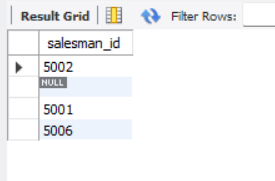 Result Grid Filter Rows:
salesman_id
5002
NULL
5001
5006